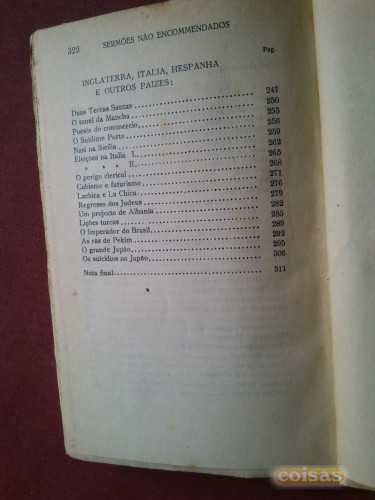 322 SERMÕES NÃO ENCOMMENDADOS
INGLATERRA, ITALIA, HESPANHA
E OUTROS PAIZES:
Pag.
Duas Terras Santas 247
O tunel da Mancha 250
Poesia do commercio 253
O Sublime Porto 256
Nasi na Sicilia 259
Eleições na Italia I 262
» » » II 265
O perigo clerical 268
Cubismo e futurismo 271
Lachica e La Chica 276
Regresso dos Judeus 279
Um projecto de Albania 282
Lições turcas 285
O Imperador do Brasil 289
As rãs de Pekim 292
O grande Japão 295
Os suicidios no Japão 306
Nota final 311
coisas